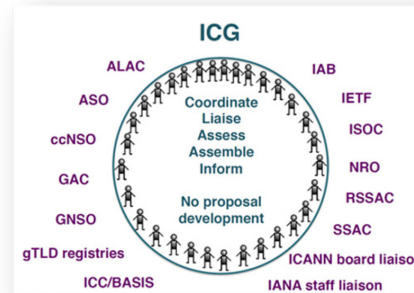 ICG
ALAC
ASO
ccNSO
GAC
GNSO
gTLD registries
ICC/BASIS
Coordinate
Liaise
Assess
Assemble
Inform
No proposal
development
IAB
IETF
ISOC
NRO
RSSAC
SSAC
ICANN board liaiso
IANA staff liaison